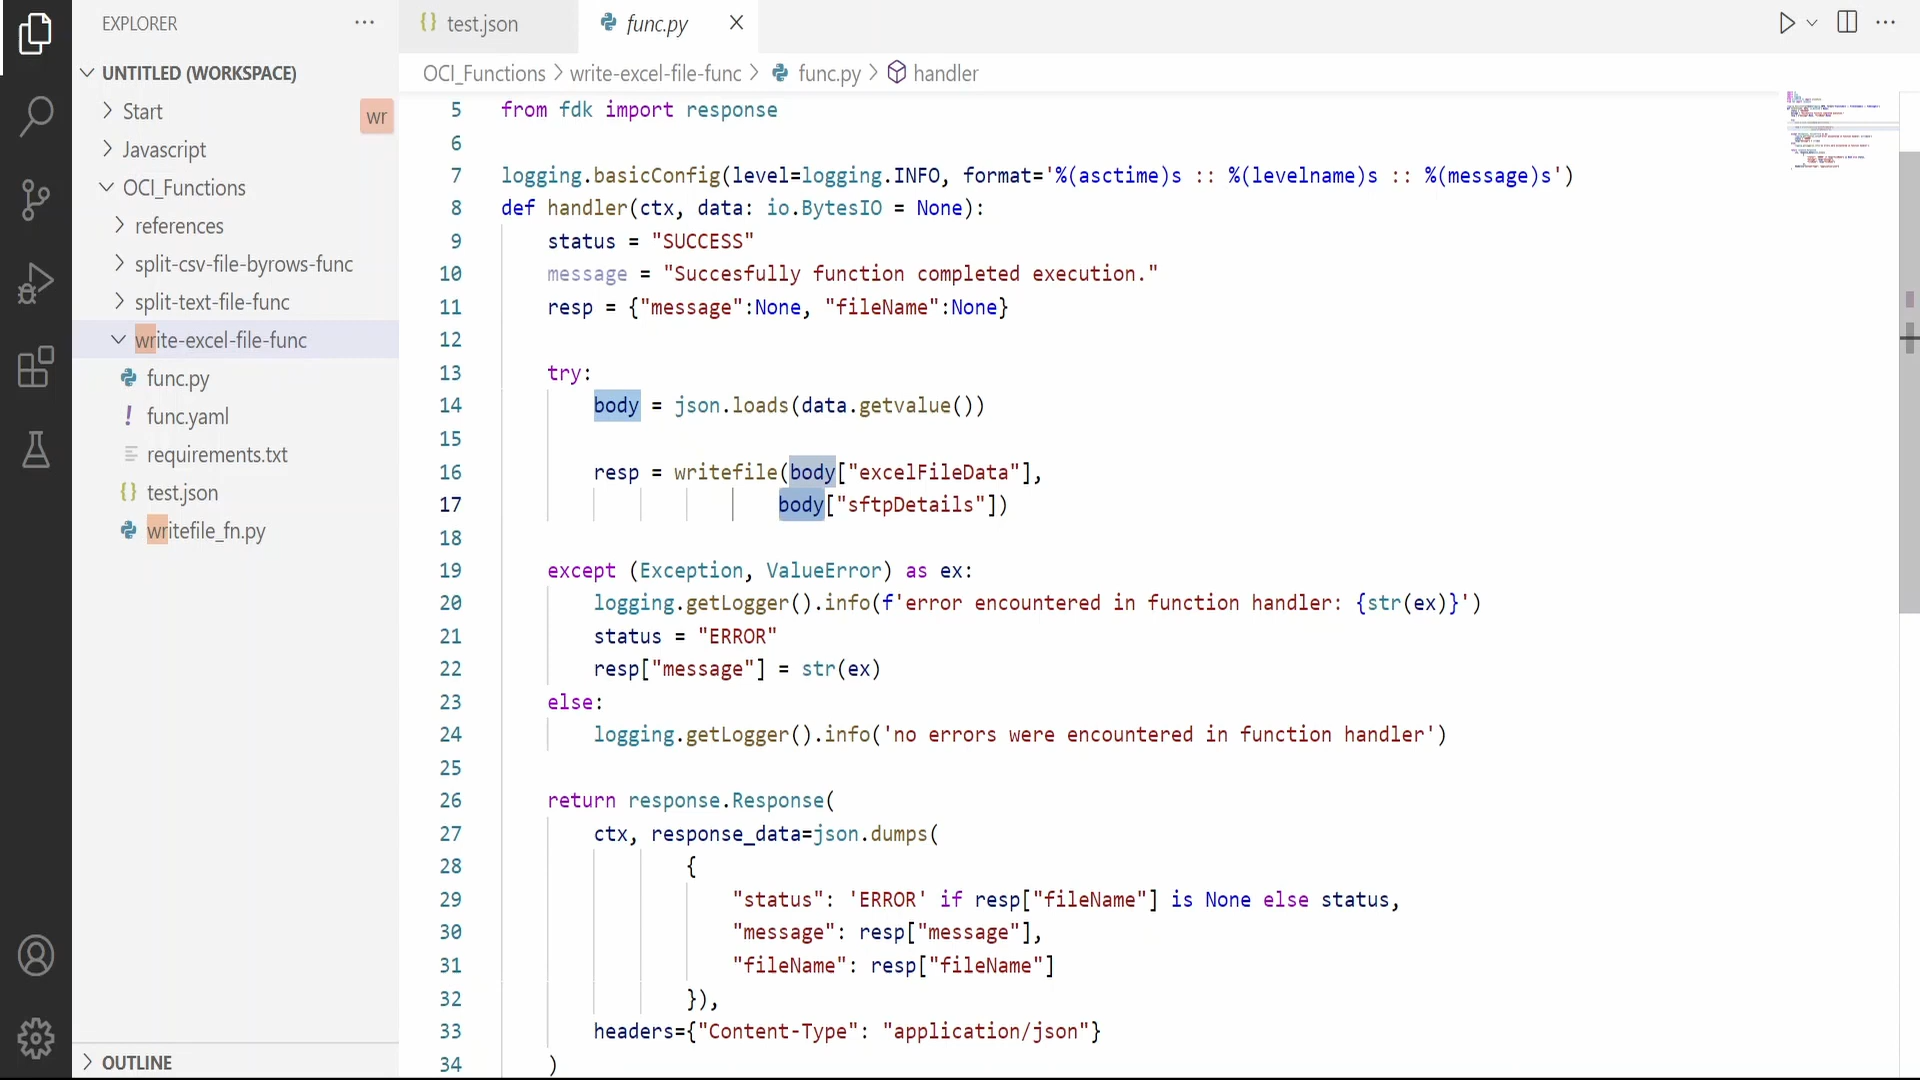 EXPLORER
UNTITLED (WORKSPACE)
Start
wr
Javascript
OCI_Functions
references
split-csv-file-byrows-func
split-text-file-func
write-excel-file-func
func.py
! func.yaml
requirements.txt
{} test.json
writefile_fn.py
OUTLINE
{} test.json
func.py
OCI_Functions > write-excel-file-func > func.py > handler
5 from fdk import response
6
7 logging.basicConfig(level=logging.INFO, format='%(asctime)s :: %(levelname)s :: %(message)s')
8 def handler(ctx, data: io.BytesIO = None):
9 status = "SUCCESS"
10 message = "Succesfully function completed execution."
11 resp = {"message":None, "fileName":None}
12
13 try:
14 body = json.loads(data.getvalue())
15
16 resp = writefile(body["excelFileData"],
17 body["sftpDetails"])
18
19 except (Exception, ValueError) as ex:
20 logging.getLogger().info(f'error encountered in function handler: {str(ex)}')
21 status = "ERROR"
22 resp["message"] = str(ex)
23 else:
24 logging.getLogger().info('no errors were encountered in function handler')
25
26 return response.Response(
27 ctx, response_data=json.dumps(
28 {
29 "status": 'ERROR' if resp["fileName"] is None else status,
30 "message": resp["message"],
31 "fileName": resp["fileName"]
32 }),
33 headers={"Content-Type": "application/json"}
34 )